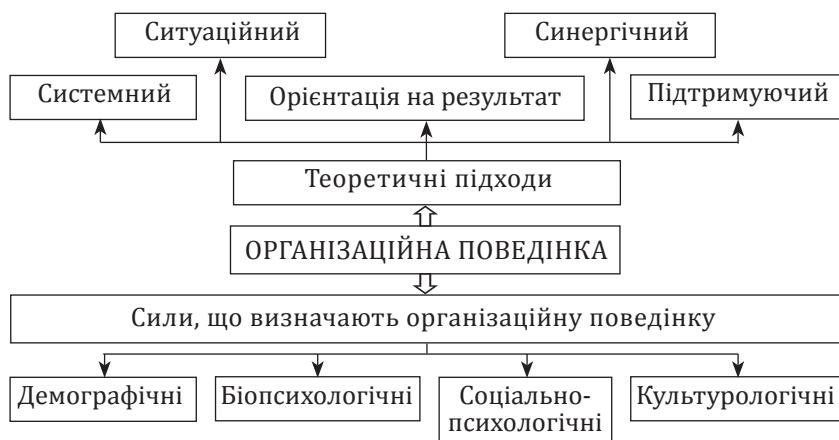 Ситуаційний
Синергічний
Системний
Орієнтація на результат
Підтримуючий
Теоретичні підходи
ОРГАНІЗАЦІЙНА ПОВЕДІНКА
Сили, що визначають організаційну поведінку
Демографічні
Біопсихологічні
Соціально-
психологічні
Культурологічні